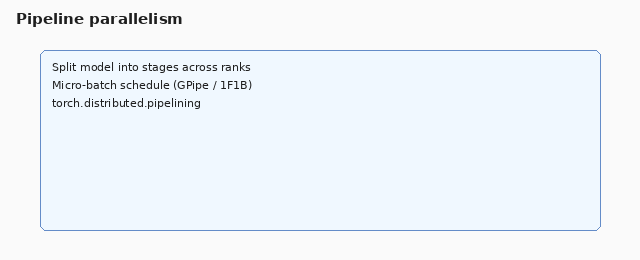 Pipeline parallelism
Split model into stages across ranks
Micro-batch schedule (GPipe / 1F1B)
torch.distributed.pipelining